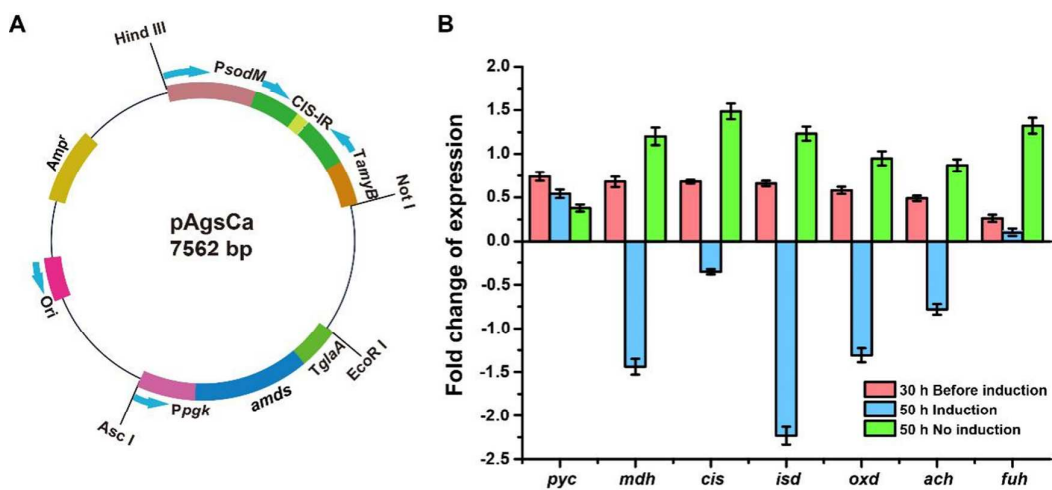 A
Hind III
PsodM
CIS-IR
TamyB
Not I
Ampʳ
pAgsCa
7562 bp
Ori
TglaA
EcoR I
amds
Ppgk
Asc I
B
Fold change of expression
2.0
1.5
1.0
0.5
0.0
-0.5
-1.0
-1.5
-2.0
-2.5
30 h Before induction
50 h Induction
50 h No induction
pyc mdh cis isd oxd ach fuh